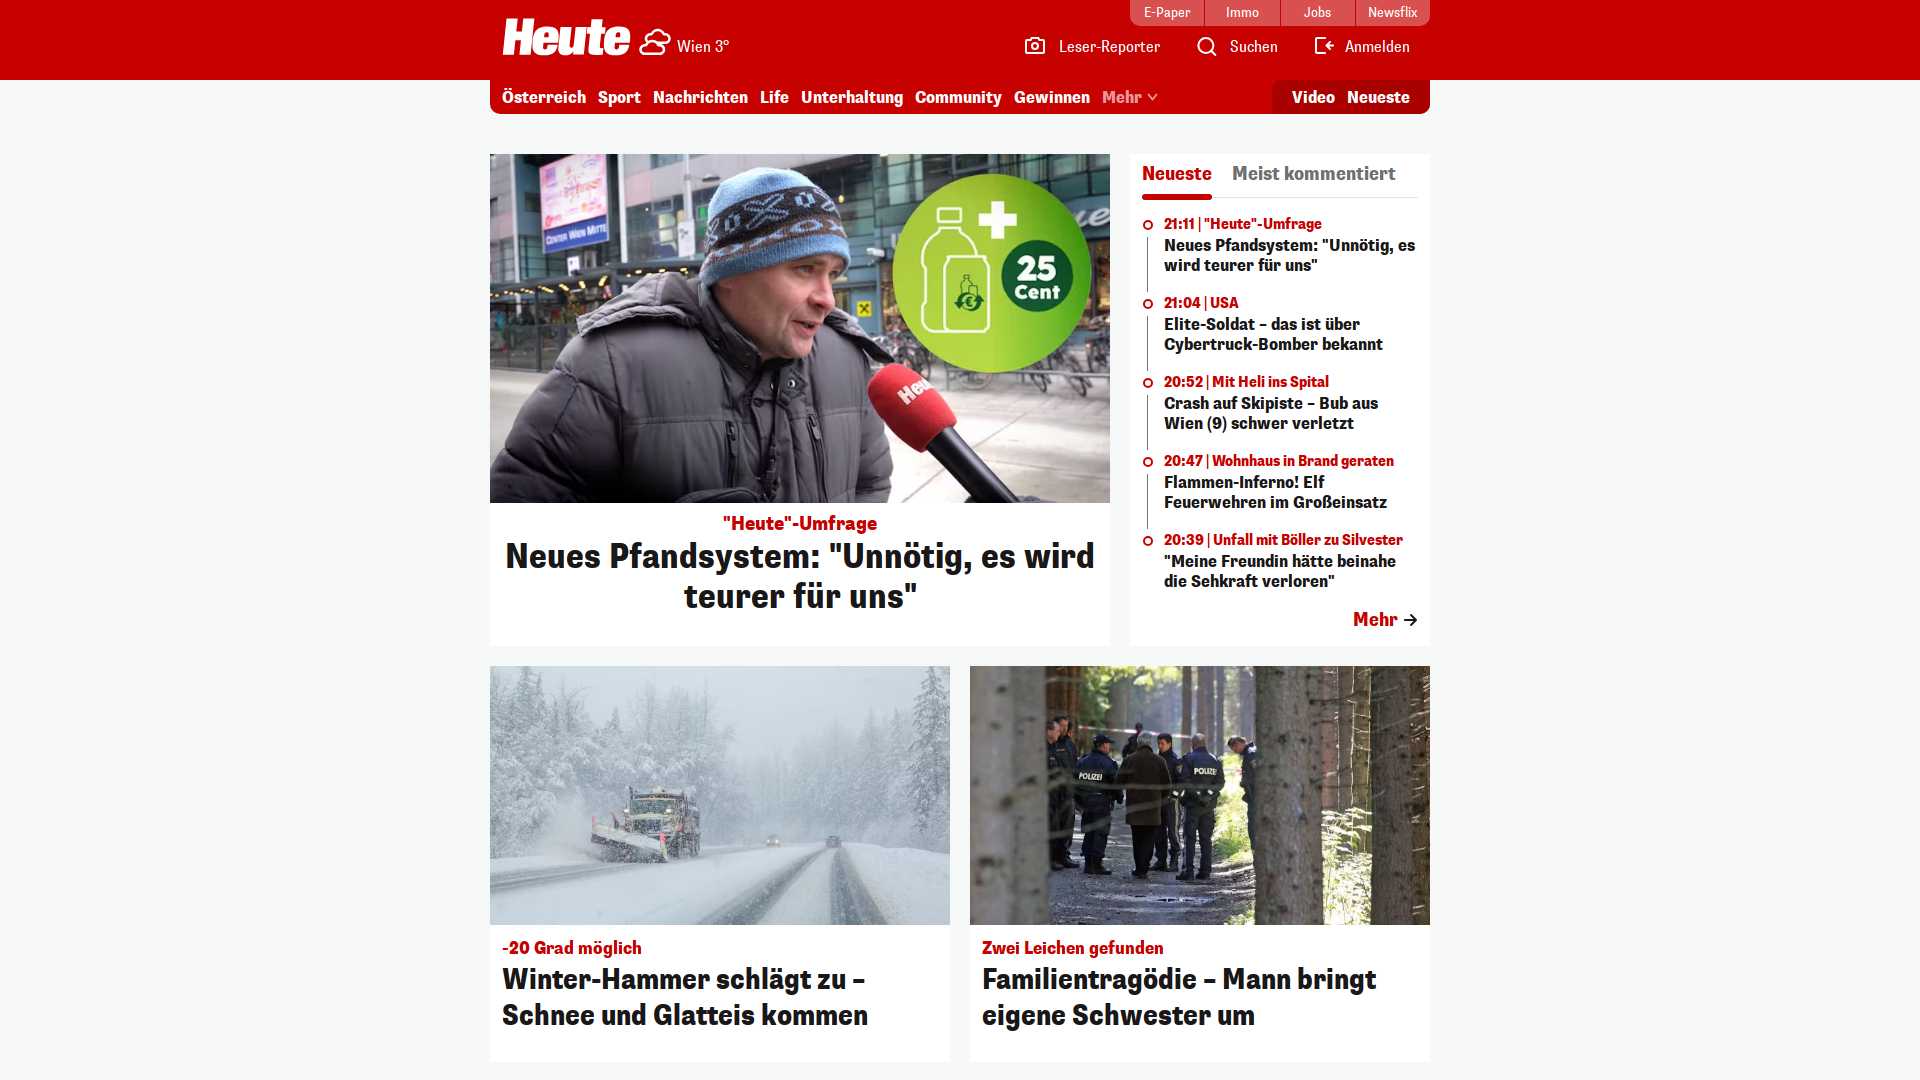 E-Paper
Immo
Jobs
Newsflix
Heute
Wien 3°
Leser-Reporter
Suchen
Anmelden
Österreich
Sport
Nachrichten
Life
Unterhaltung
Community
Gewinnen
Mehr
Video
Neueste
CENTER WIEN MITTE
25
Cent
Heu
"Heute"-Umfrage
Neues Pfandsystem: "Unnötig, es wird
teurer für uns"
Neueste
Meist kommentiert
21:11 | "Heute"-Umfrage
Neues Pfandsystem: "Unnötig, es
wird teurer für uns"
21:04 | USA
Elite-Soldat – das ist über
Cybertruck-Bomber bekannt
20:52 | Mit Heli ins Spital
Crash auf Skipiste – Bub aus
Wien (9) schwer verletzt
20:47 | Wohnhaus in Brand geraten
Flammen-Inferno! Elf
Feuerwehren im Großeinsatz
20:39 | Unfall mit Böller zu Silvester
"Meine Freundin hätte beinahe
die Sehkraft verloren"
Mehr
-20 Grad möglich
Winter-Hammer schlägt zu –
Schnee und Glatteis kommen
POLIZEI
POLIZEI
Zwei Leichen gefunden
Familientragödie – Mann bringt
eigene Schwester um